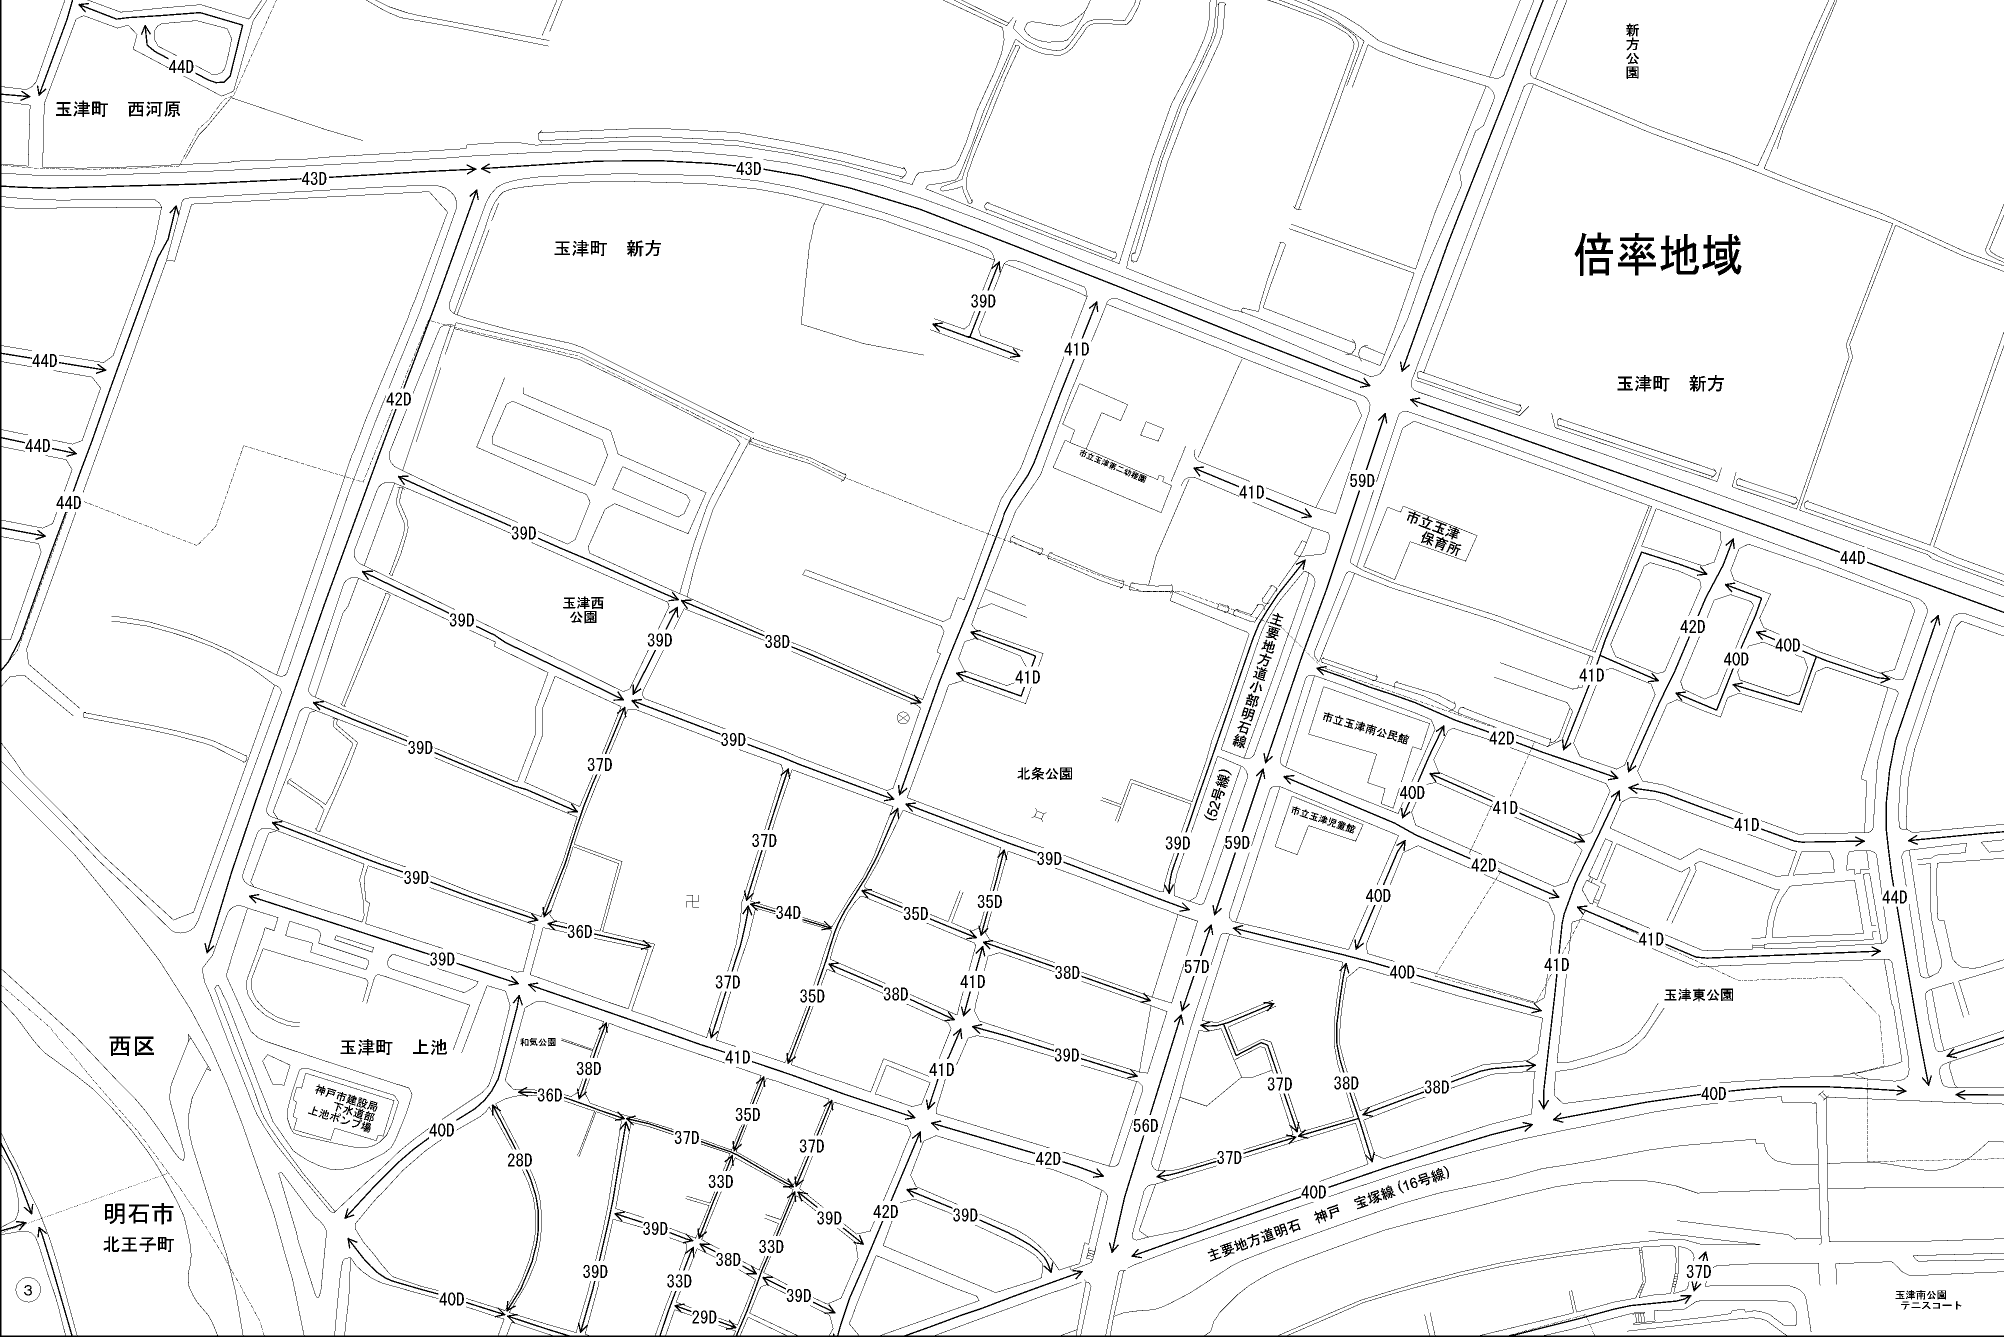 44D
新方公園
玉津町　西河原
43D
43D
玉津町　新方
倍率地域
39D
41D
44D
玉津町　新方
42D
44D
市立玉津第二幼稚園
59D
41D
44D
39D
市立玉津
保育所
44D
玉津西
公園
39D
39D
38D
主要地方道小部明石線
(52号線)
42D
40D
40D
41D
41D
39D
39D
37D
市立玉津南公民館
42D
北条公園
40D
41D
市立玉津児童館
41D
37D
39D
39D
59D
42D
39D
卍
35D
35D
34D
40D
44D
36D
41D
39D
57D
41D
38D
40D
37D
41D
38D
35D
玉津東公園
西区
玉津町　上池
和気公園
41D
39D
38D
41D
37D
38D
38D
神戸市建設局
下水道部
上池ポンプ場
36D
40D
35D
56D
40D
37D
37D
28D
42D
37D
33D
40D
主要地方道明石　神戸　宝塚線(16号線)
明石市
北王子町
39D
39D
42D
39D
38D
33D
39D
33D
37D
3
40D
39D
29D
玉津南公園
テニスコート